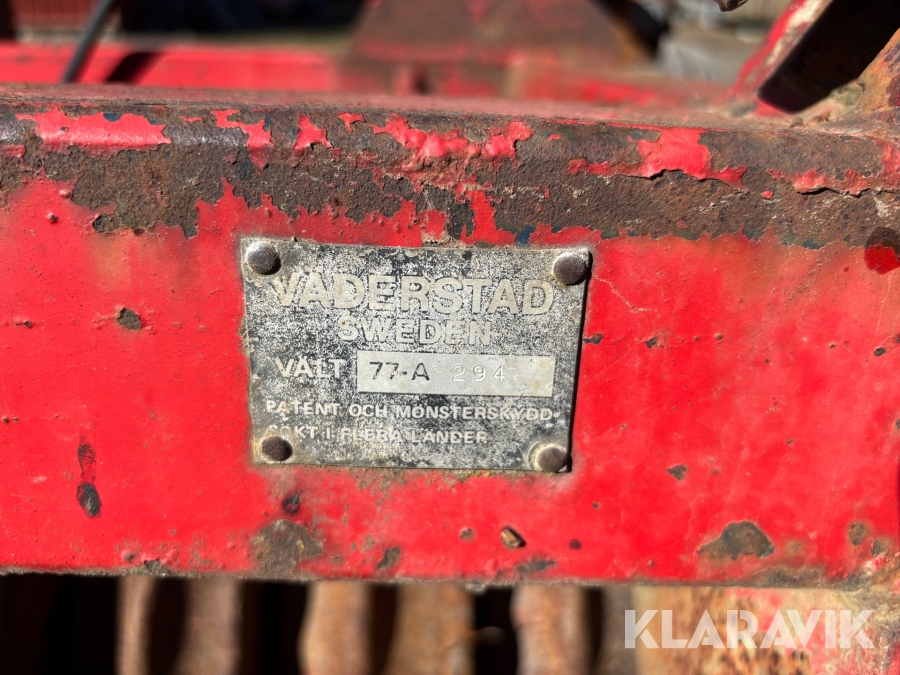 VÄDERSTAD
SWEDEN
VÄLT 77-A 294
PATENT OCH MÖNSTERSKYDD
SÖKT I FLERA LÄNDER
KLARAVIK